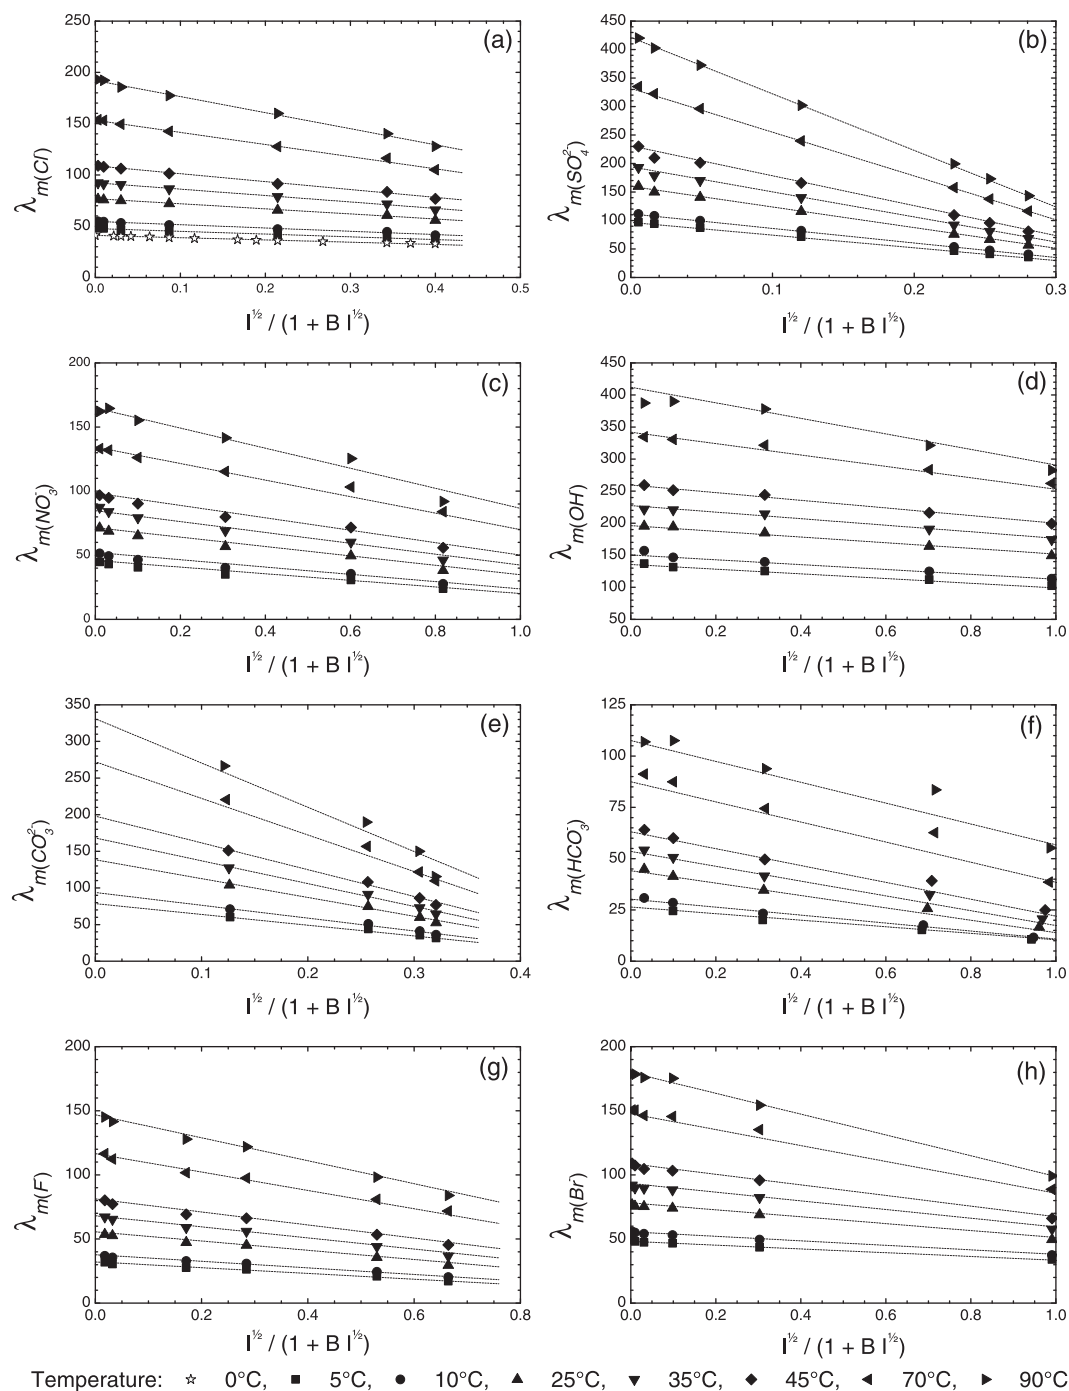 (a)
250
200
150
100
50
0
0.0 0.1 0.2 0.3 0.4 0.5
λm(Cl-)
I½ / (1 + B I½)
(b)
450
400
350
300
250
200
150
100
50
0
0.0 0.1 0.2 0.3
λm(SO4 2-)
I½ / (1 + B I½)
(c)
200
150
100
50
0
0.0 0.2 0.4 0.6 0.8 1.0
λm(NO3-)
I½ / (1 + B I½)
(d)
450
400
350
300
250
200
150
100
50
0.0 0.2 0.4 0.6 0.8 1.0
λm(OH-)
I½ / (1 + B I½)
(e)
350
300
250
200
150
100
50
0
0.0 0.1 0.2 0.3 0.4
λm(CO3 2-)
I½ / (1 + B I½)
(f)
125
100
75
50
25
0
0.0 0.2 0.4 0.6 0.8 1.0
λm(HCO3-)
I½ / (1 + B I½)
(g)
200
150
100
50
0
0.0 0.2 0.4 0.6 0.8
λm(F-)
I½ / (1 + B I½)
(h)
200
150
100
50
0
0.0 0.2 0.4 0.6 0.8 1.0
λm(Br-)
I½ / (1 + B I½)
Temperature: ☆ 0°C, ■ 5°C, ● 10°C, ▲ 25°C, ▼ 35°C, ◆ 45°C, ◄ 70°C, ► 90°C